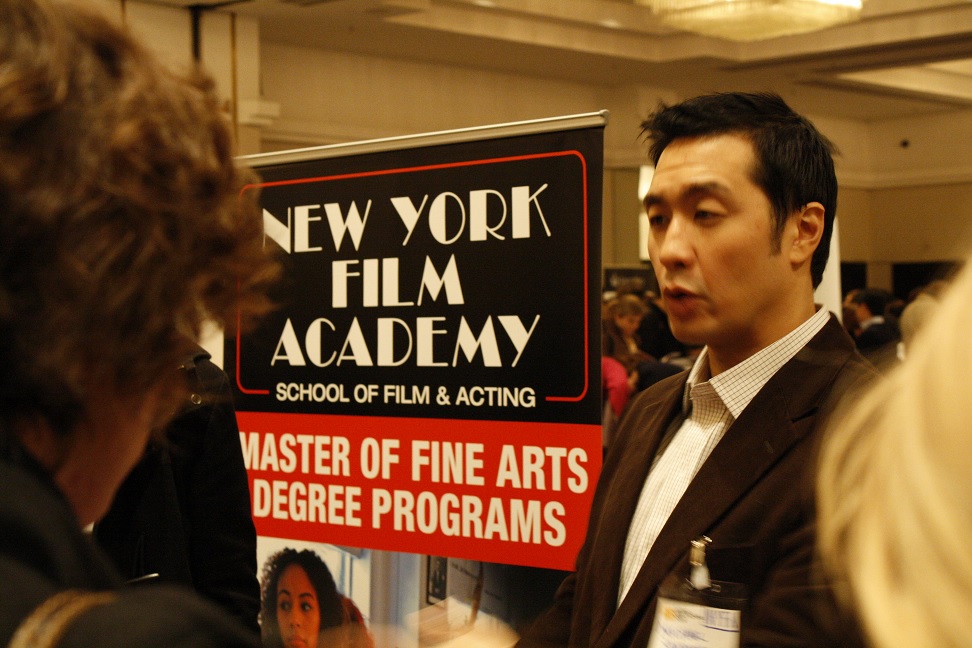 NEW YORK
FILM
ACADEMY
SCHOOL OF FILM & ACTING
MASTER OF FINE ARTS
DEGREE PROGRAMS